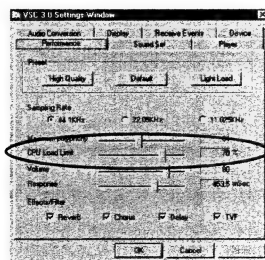 VSC 3.0 Settings Window
Audio Conversion Display Receive Events Device
Performance Sound Set Player
Preset
High Quality Default Light Load
Sampling Rate
44.1KHz 22.05KHz 11.025KHz
CPU Load Limit 70 %
Volume
Response mSec
Effects/Filter
Reverb Chorus Delay TVF
OK Cancel